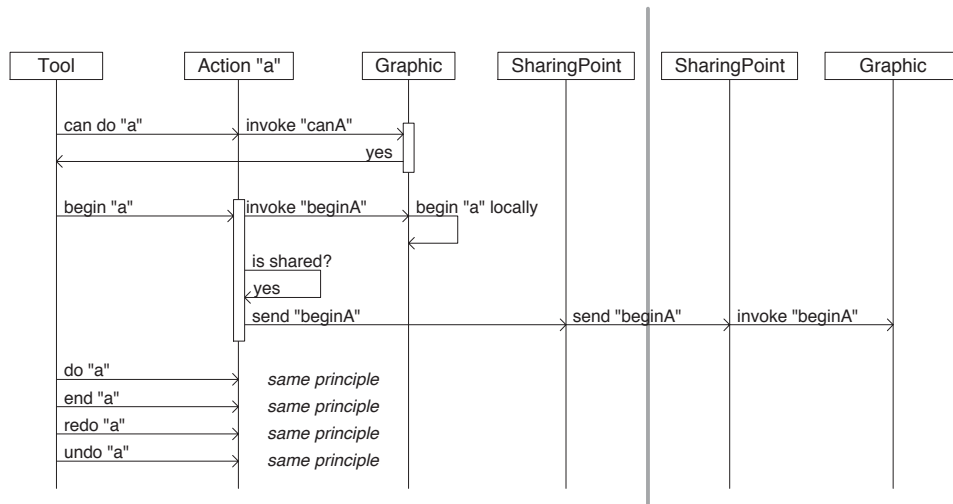 Tool
Action "a"
Graphic
SharingPoint
SharingPoint
Graphic
can do "a"
invoke "canA"
yes
begin "a"
invoke "beginA"
begin "a" locally
is shared?
yes
send "beginA"
send "beginA"
invoke "beginA"
do "a"
same principle
end "a"
same principle
redo "a"
same principle
undo "a"
same principle